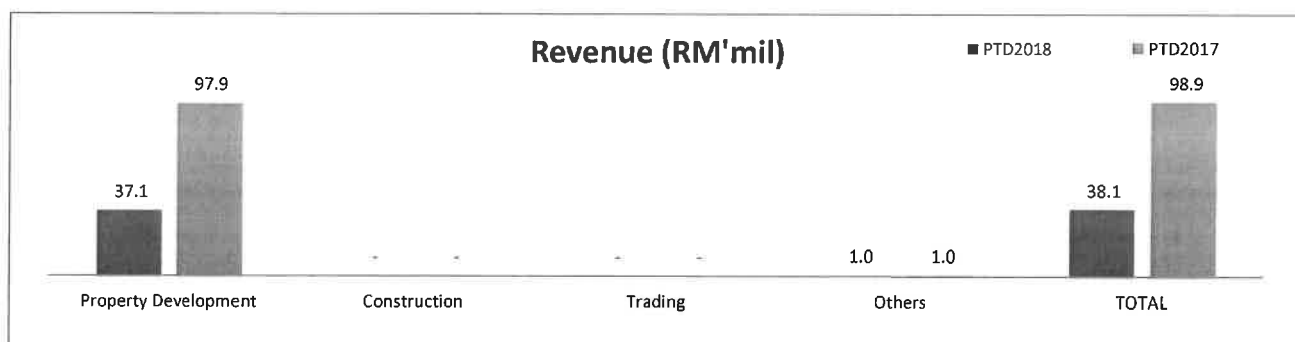 Revenue (RM'mil)
PTD2018 PTD2017
97.9
98.9
37.1
38.1
- - - - 1.0 1.0
Property Development Construction Trading Others TOTAL